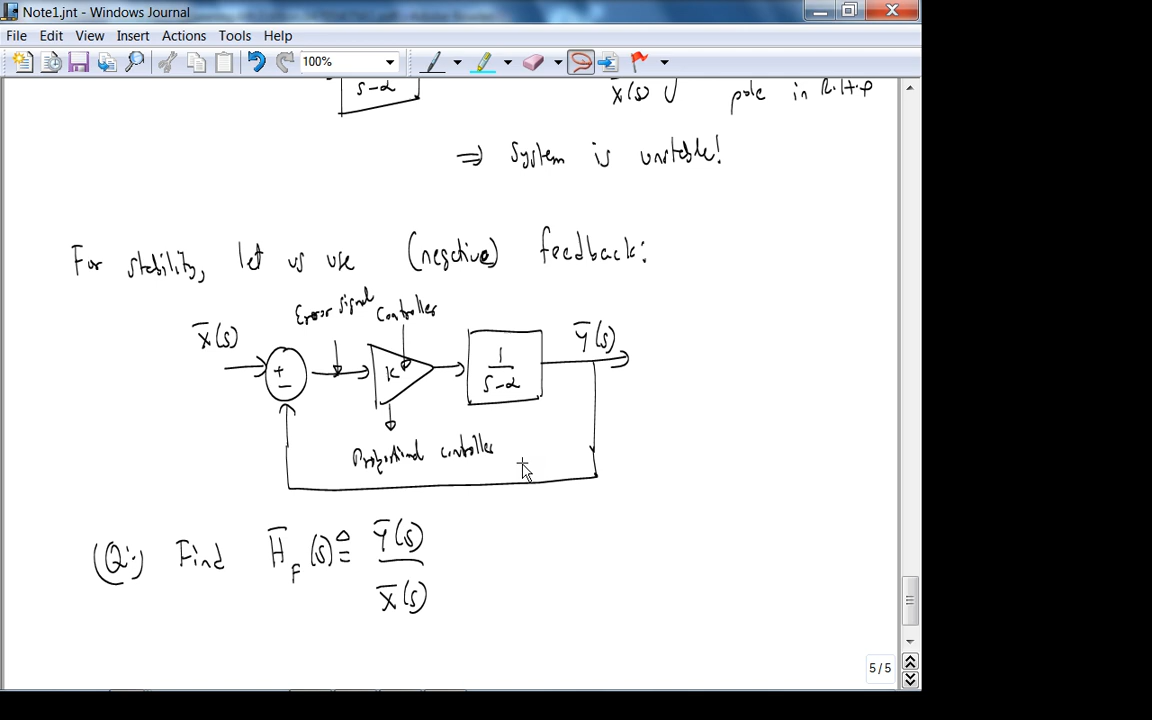 Note1.jnt - Windows Journal
File Edit View Insert Actions Tools Help
100%
s-α
X(s) pole in R.H.P
⇒ System is unstable!
For stability, let us use (negative) feedback:
Error signal Controller
X(s) + - K 1/(s-α) Y(s)
Proportional controller
(Q:) Find H_F(s) ≜ Y(s)/X(s)
5/5